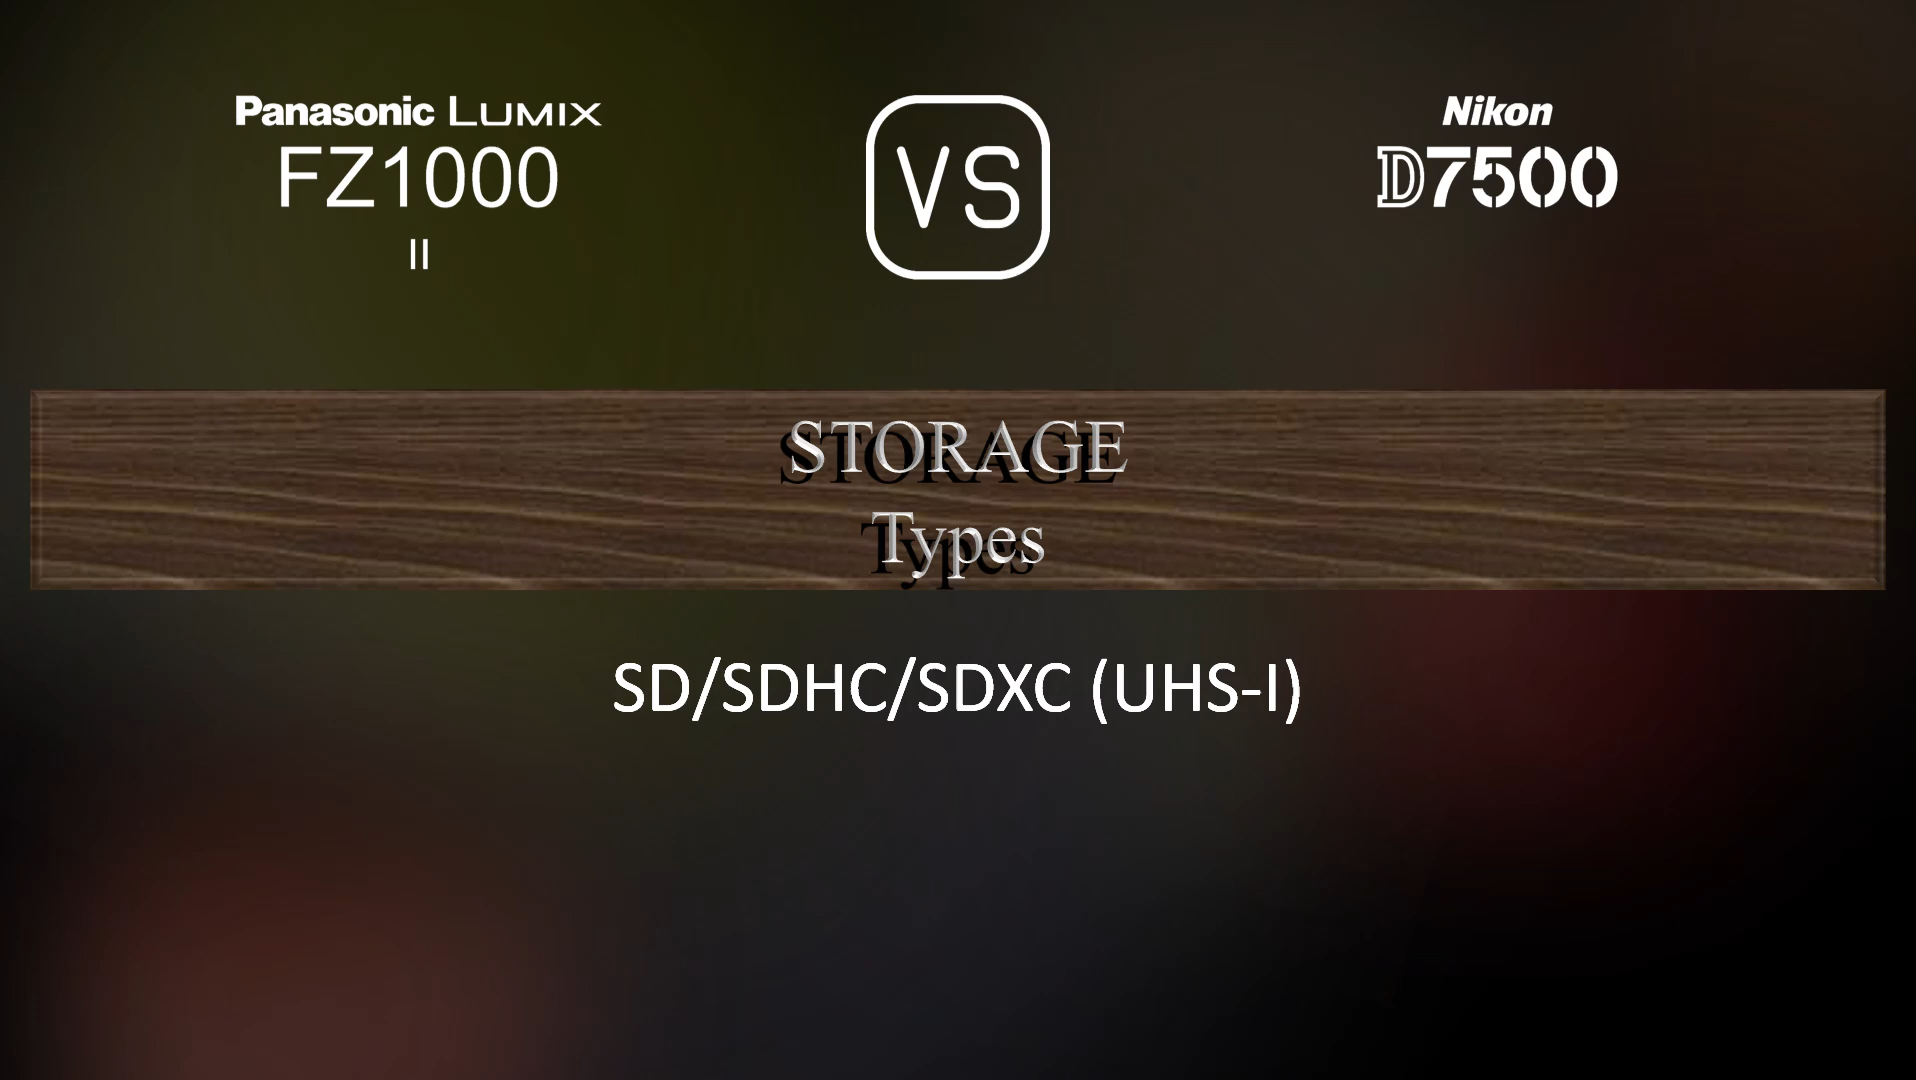 Panasonic LUMIX
FZ1000
II
VS
Nikon
D7500
STORAGE
Types
SD/SDHC/SDXC (UHS-I)